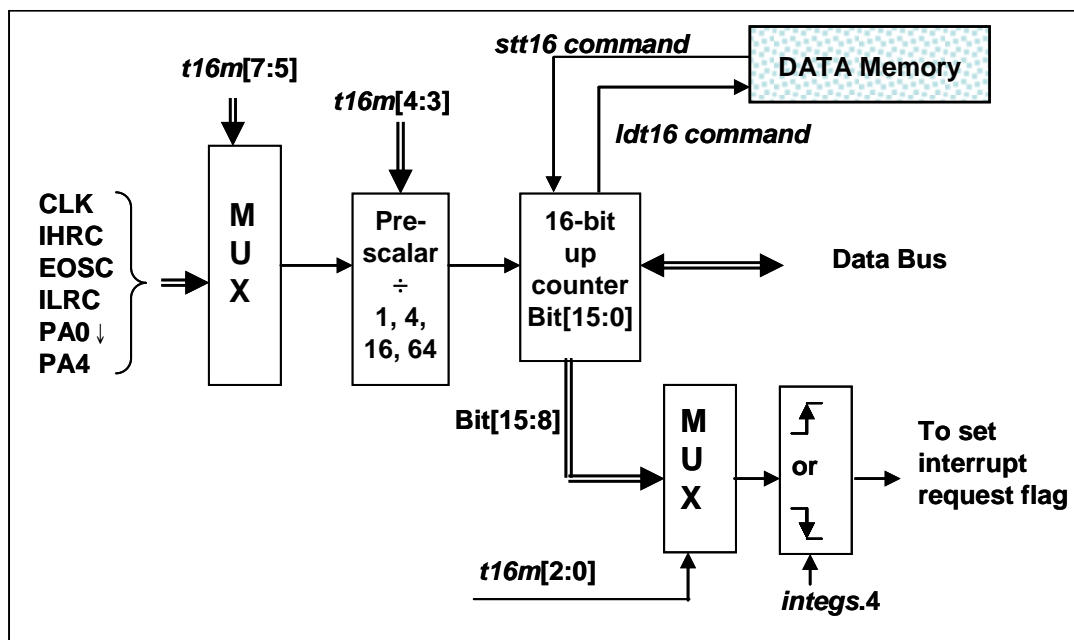 stt16 command
DATA Memory
t16m[7:5]
t16m[4:3]
ldt16 command
CLK
IHRC
EOSC
ILRC
PA0 ↓
PA4
M
U
X
Pre-
scalar
÷
1, 4,
16, 64
16-bit
up
counter
Bit[15:0]
Data Bus
Bit[15:8]
M
U
X
or
To set
interrupt
request flag
t16m[2:0]
integs.4